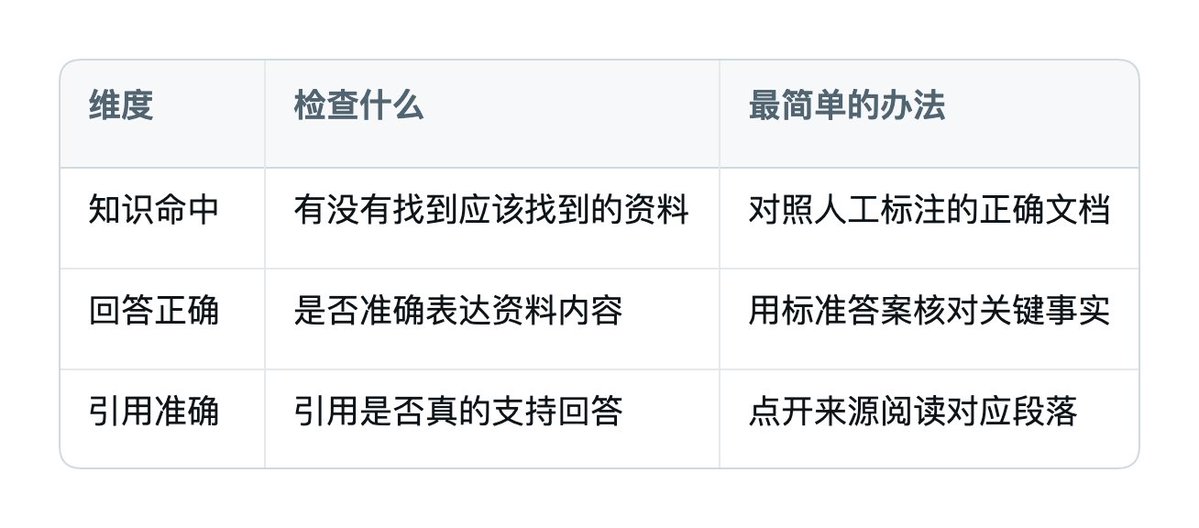 维度 检查什么 最简单的办法
知识命中 有没有找到应该找到的资料 对照人工标注的正确文档
回答正确 是否准确表达资料内容 用标准答案核对关键事实
引用准确 引用是否真的支持回答 点开来源阅读对应段落